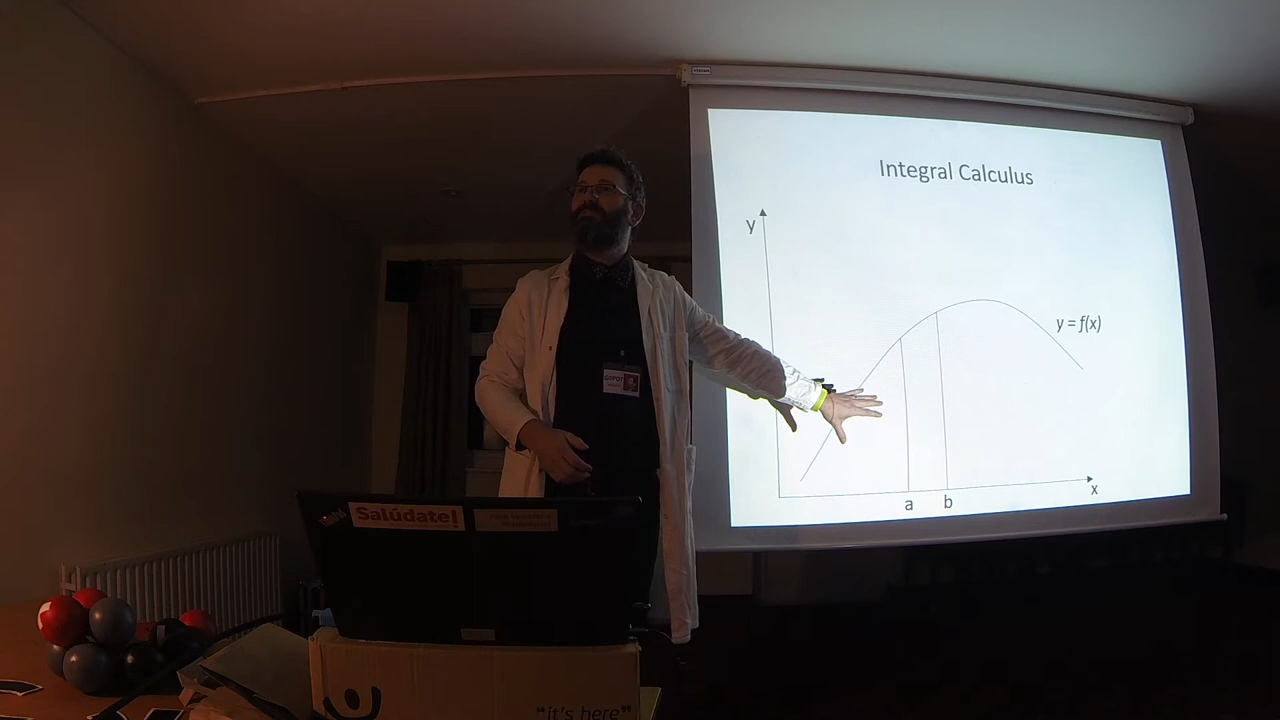 Integral Calculus
y
y = f(x)
x
a
b
Salúdate!
"it's here"